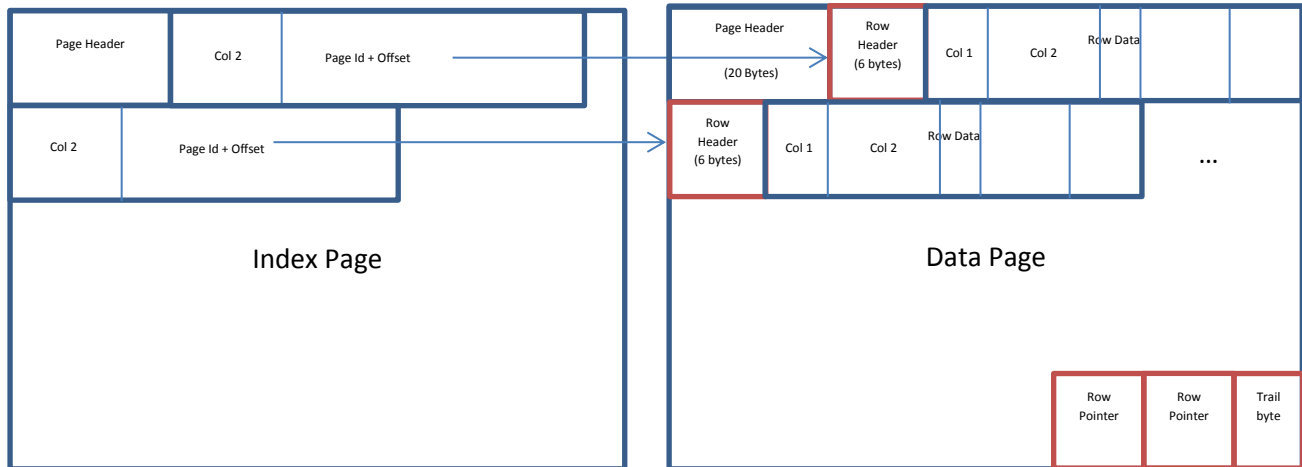 Page Header
Col 2
Page Id + Offset
Col 2
Page Id + Offset
Index Page
Page Header
(20 Bytes)
Row
Header
(6 bytes)
Col 1
Col 2
Row Data
Row
Header
(6 bytes)
Col 1
Col 2
Row Data
...
Data Page
Row
Pointer
Row
Pointer
Trail
byte